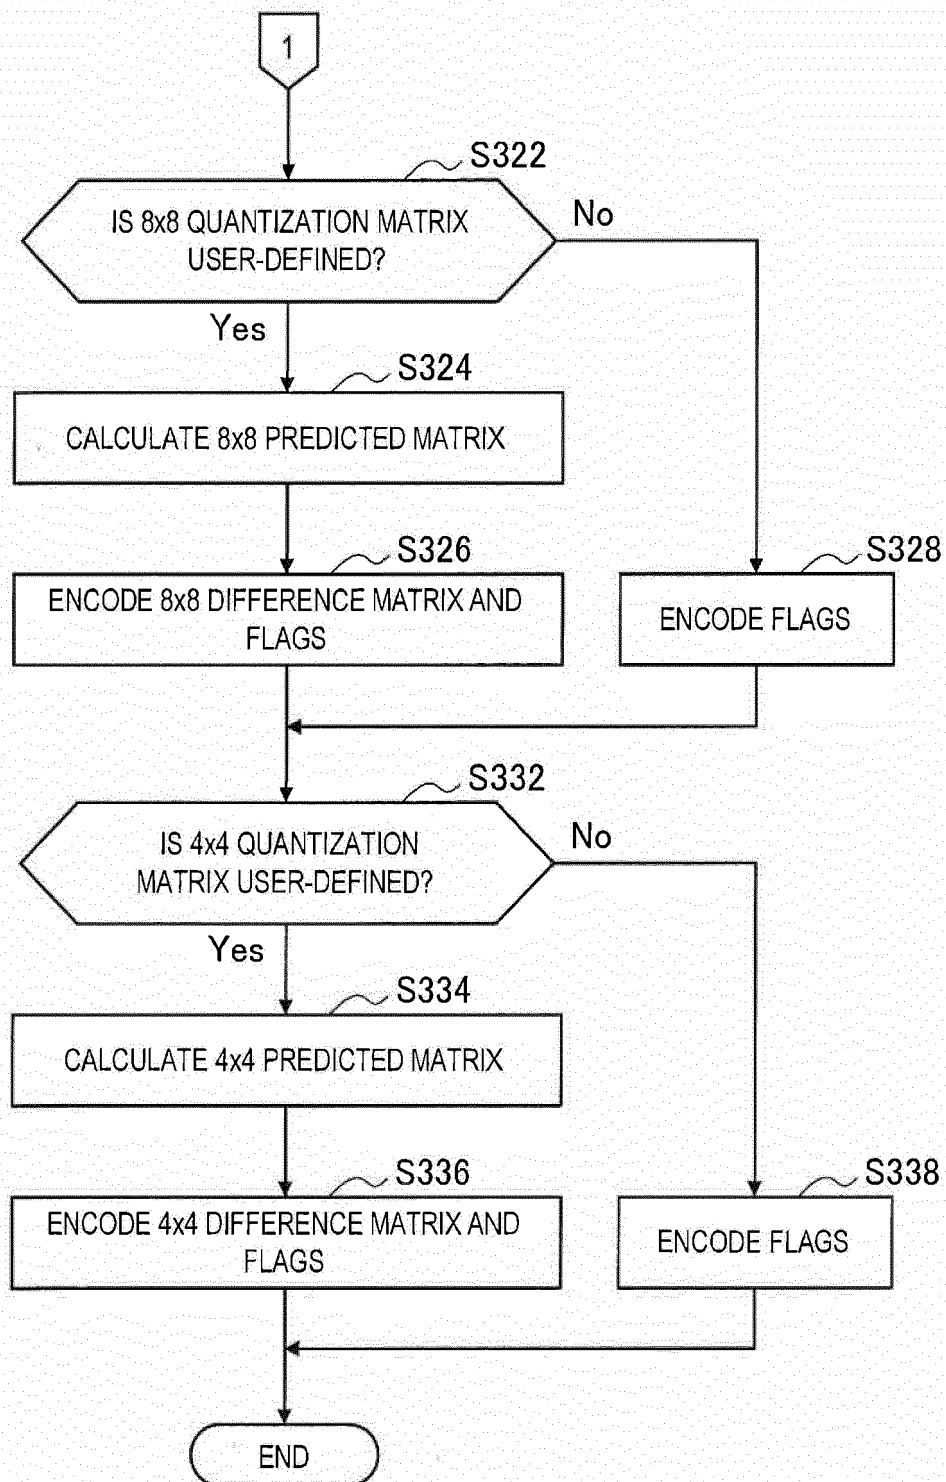 1
S322
IS 8x8 QUANTIZATION MATRIX
USER-DEFINED?
No
Yes
S324
CALCULATE 8x8 PREDICTED MATRIX
S326
ENCODE 8x8 DIFFERENCE MATRIX AND
FLAGS
S328
ENCODE FLAGS
S332
IS 4x4 QUANTIZATION
MATRIX USER-DEFINED?
No
Yes
S334
CALCULATE 4x4 PREDICTED MATRIX
S336
ENCODE 4x4 DIFFERENCE MATRIX AND
FLAGS
S338
ENCODE FLAGS
END